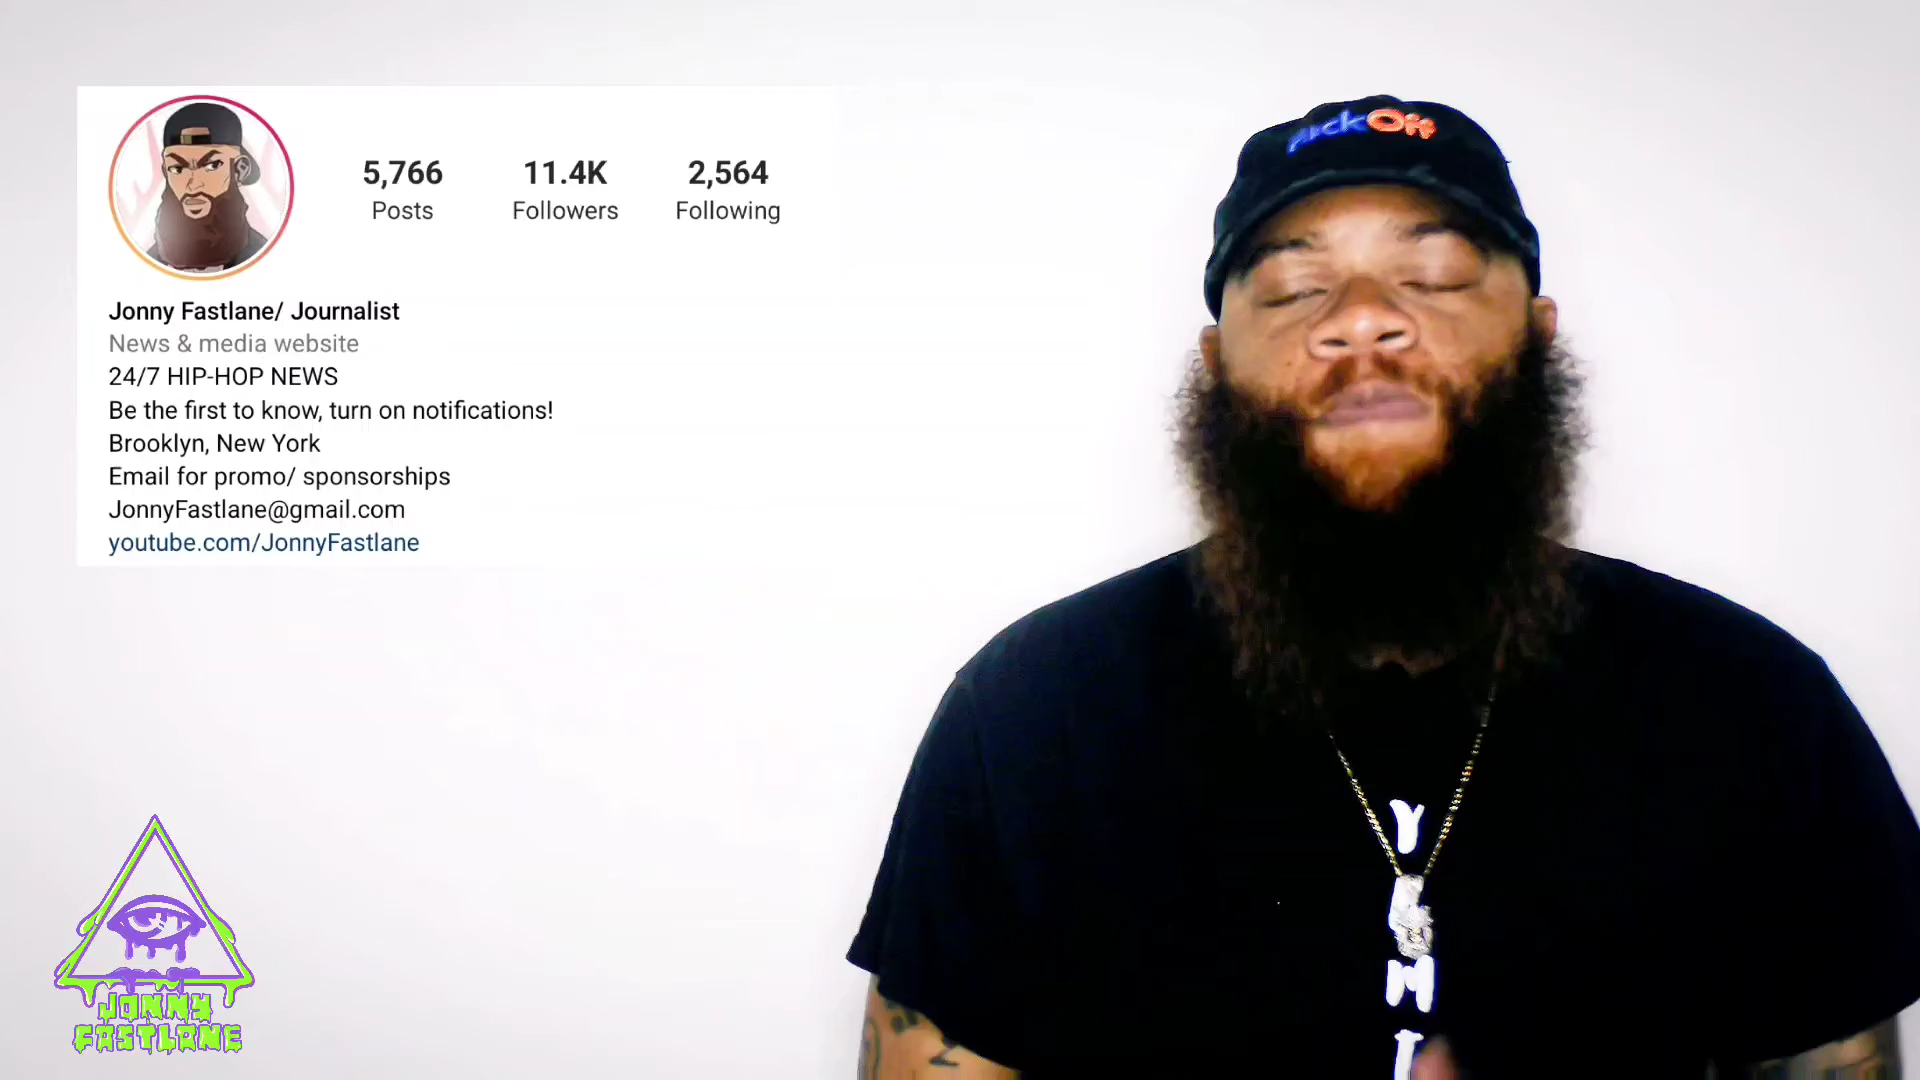 5,766 11.4K 2,564
Posts Followers Following
Jonny Fastlane/ Journalist
News & media website
24/7 HIP-HOP NEWS
Be the first to know, turn on notifications!
Brooklyn, New York
Email for promo/ sponsorships
JonnyFastlane@gmail.com
youtube.com/JonnyFastlane
JONNY
FASTLANE